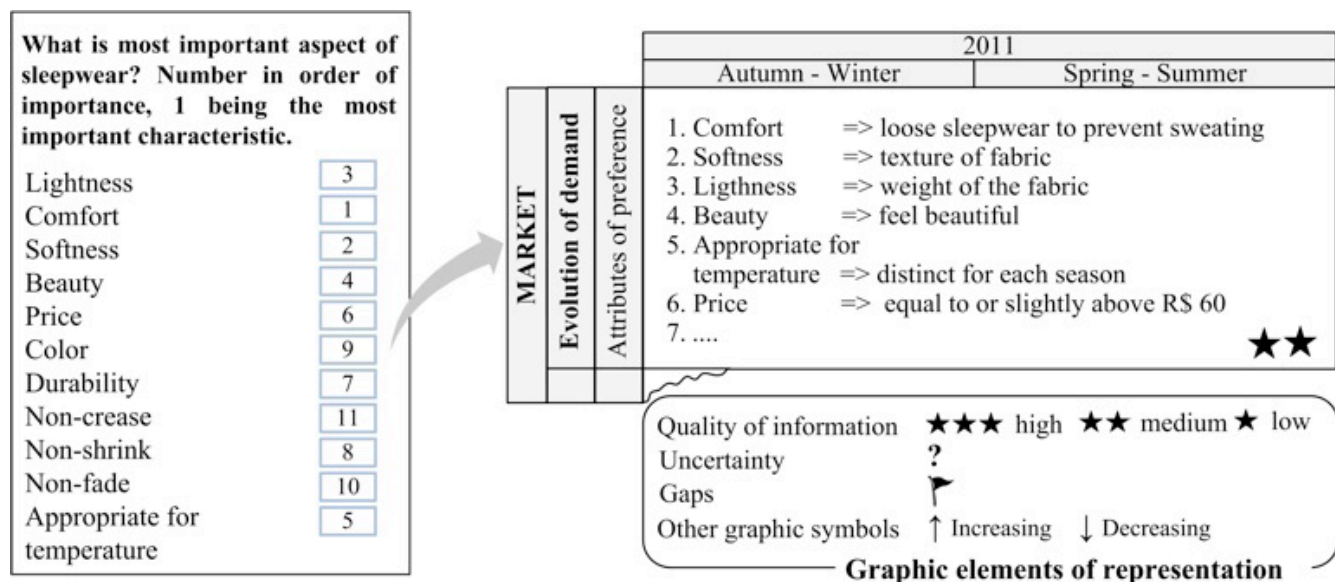 What is most important aspect of
sleepwear? Number in order of
importance, 1 being the most
important characteristic.
Lightness 3
Comfort 1
Softness 2
Beauty 4
Price 6
Color 9
Durability 7
Non-crease 11
Non-shrink 8
Non-fade 10
Appropriate for 5
temperature
2011
Autumn - Winter Spring - Summer
MARKET
Evolution of demand
Attributes of preference
1. Comfort => loose sleepwear to prevent sweating
2. Softness => texture of fabric
3. Ligthness => weight of the fabric
4. Beauty => feel beautiful
5. Appropriate for
temperature => distinct for each season
6. Price => equal to or slightly above R$ 60
7. ....
Quality of information ★★★ high ★★ medium ★ low
Uncertainty ?
Gaps
Other graphic symbols ↑ Increasing ↓ Decreasing
Graphic elements of representation